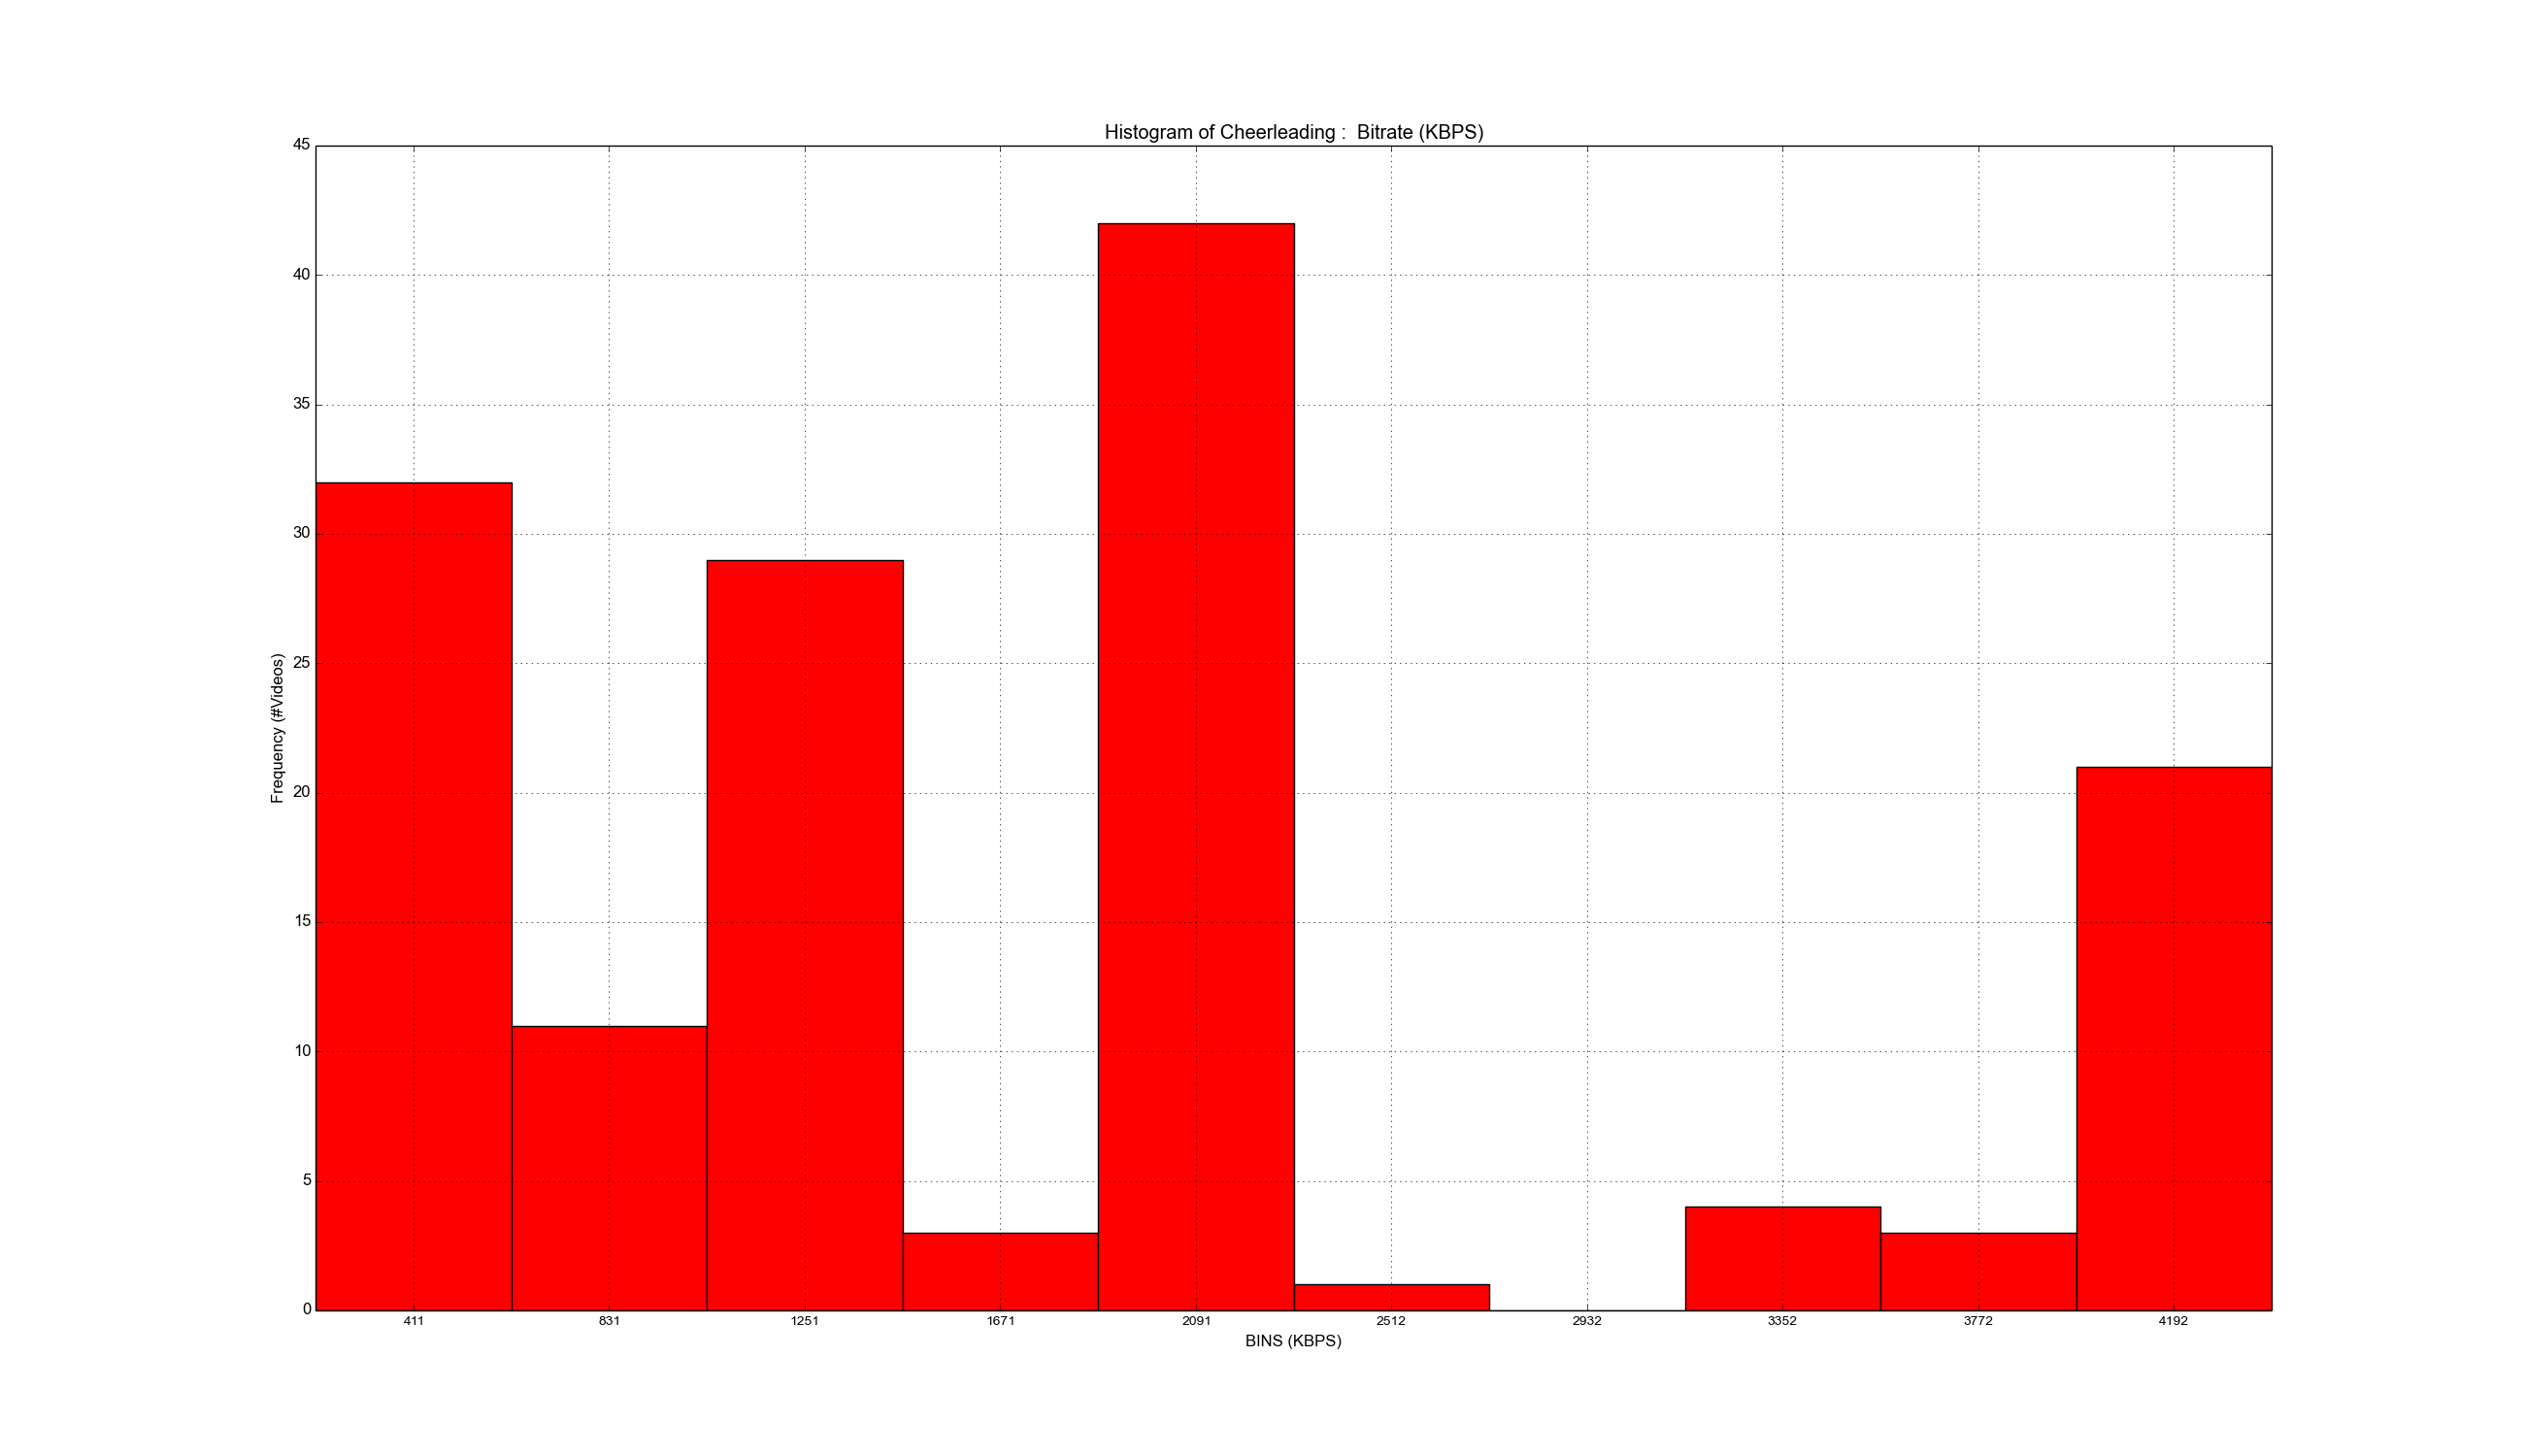 Histogram of Cheerleading :  Bitrate (KBPS)
45
40
35
30
25
20
15
10
5
0
Frequency (#Videos)
411 831 1251 1671 2091 2512 2932 3352 3772 4192
BINS (KBPS)